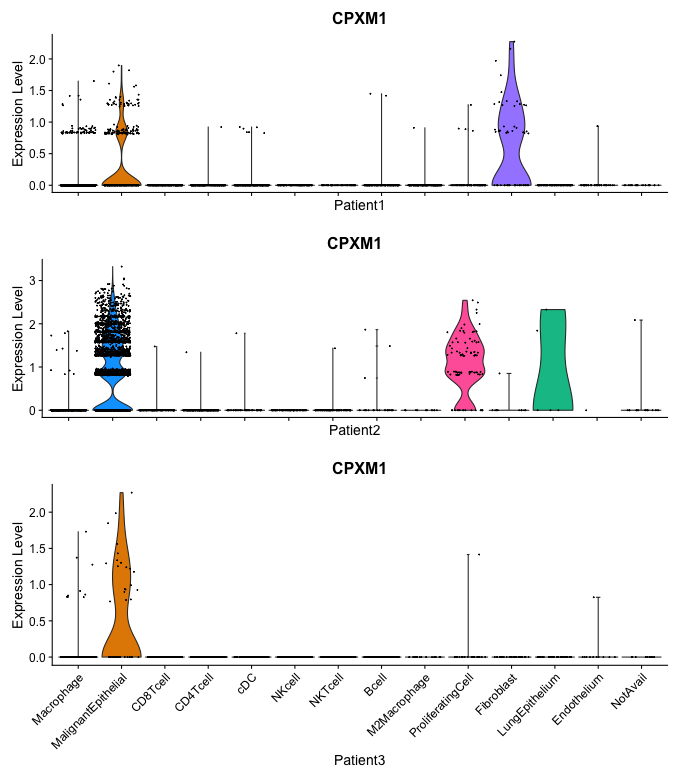 CPXM1
Expression Level
2.0
1.5
1.0
0.5
0.0
Patient1
CPXM1
Expression Level
3
2
1
0
Patient2
CPXM1
Expression Level
2.0
1.5
1.0
0.5
0.0
Macrophage
MalignantEpithelial
CD8Tcell
CD4Tcell
cDC
NKcell
NKTcell
Bcell
M2Macrophage
ProliferatingCell
Fibroblast
LungEpithelium
Endothelium
NotAvail
Patient3